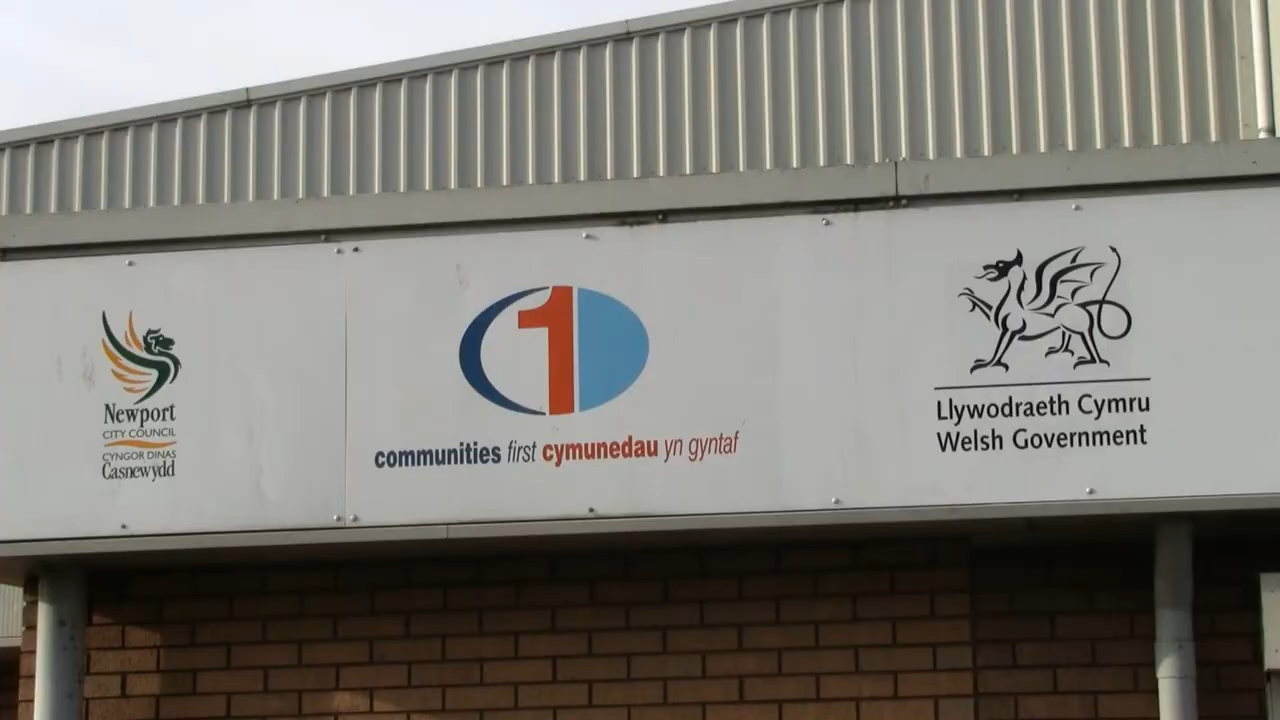 Newport
CITY COUNCIL
CYNGOR DINAS
Casnewydd
1
communities first cymunedau yn gyntaf
Llywodraeth Cymru
Welsh Government